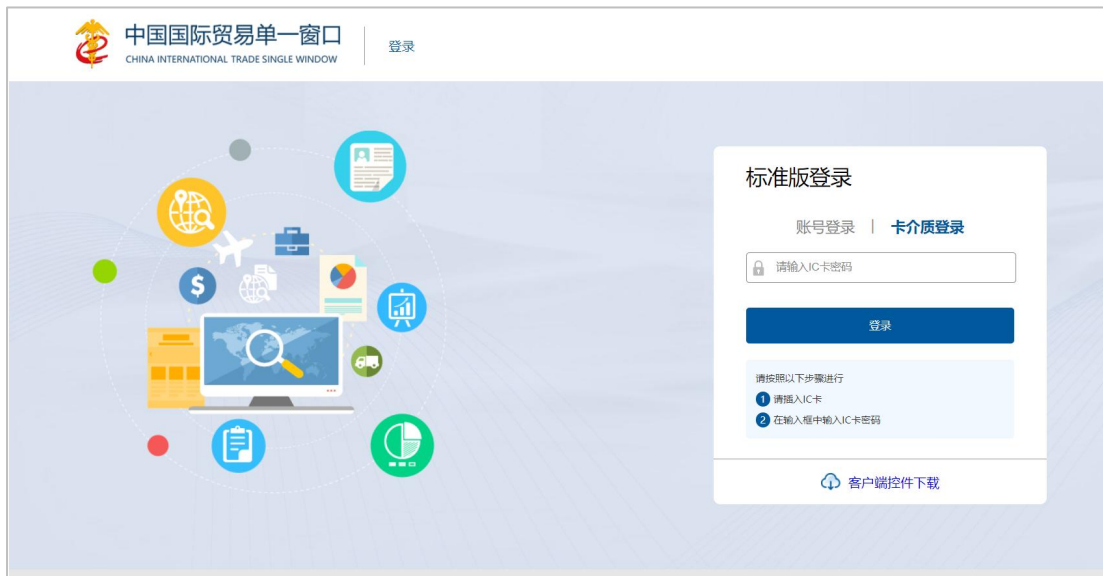 中国国际贸易单一窗口
CHINA INTERNATIONAL TRADE SINGLE WINDOW
登录
标准版登录
账号登录 | 卡介质登录
请输入IC卡密码
登录
请按照以下步骤进行
1 请插入IC卡
2 在输入框中输入IC卡密码
客户端控件下载